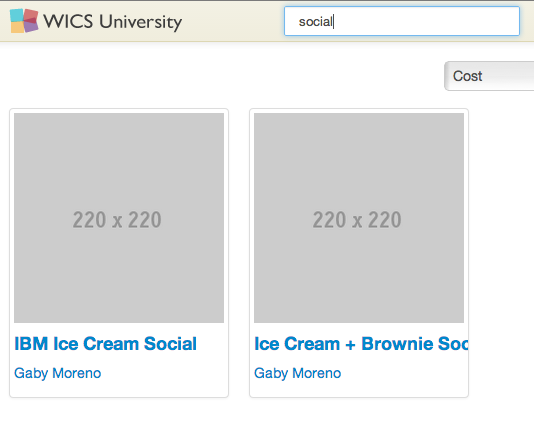 WICS University
social
Cost
220 x 220
220 x 220
IBM Ice Cream Social
Ice Cream + Brownie Soc
Gaby Moreno
Gaby Moreno